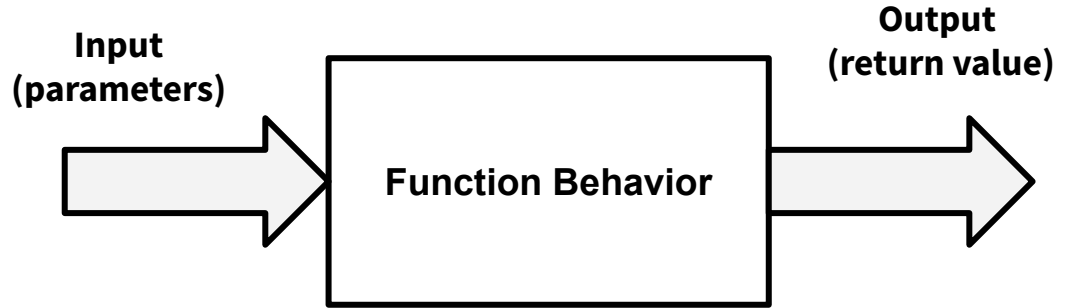 Input
(parameters)
Function Behavior
Output
(return value)